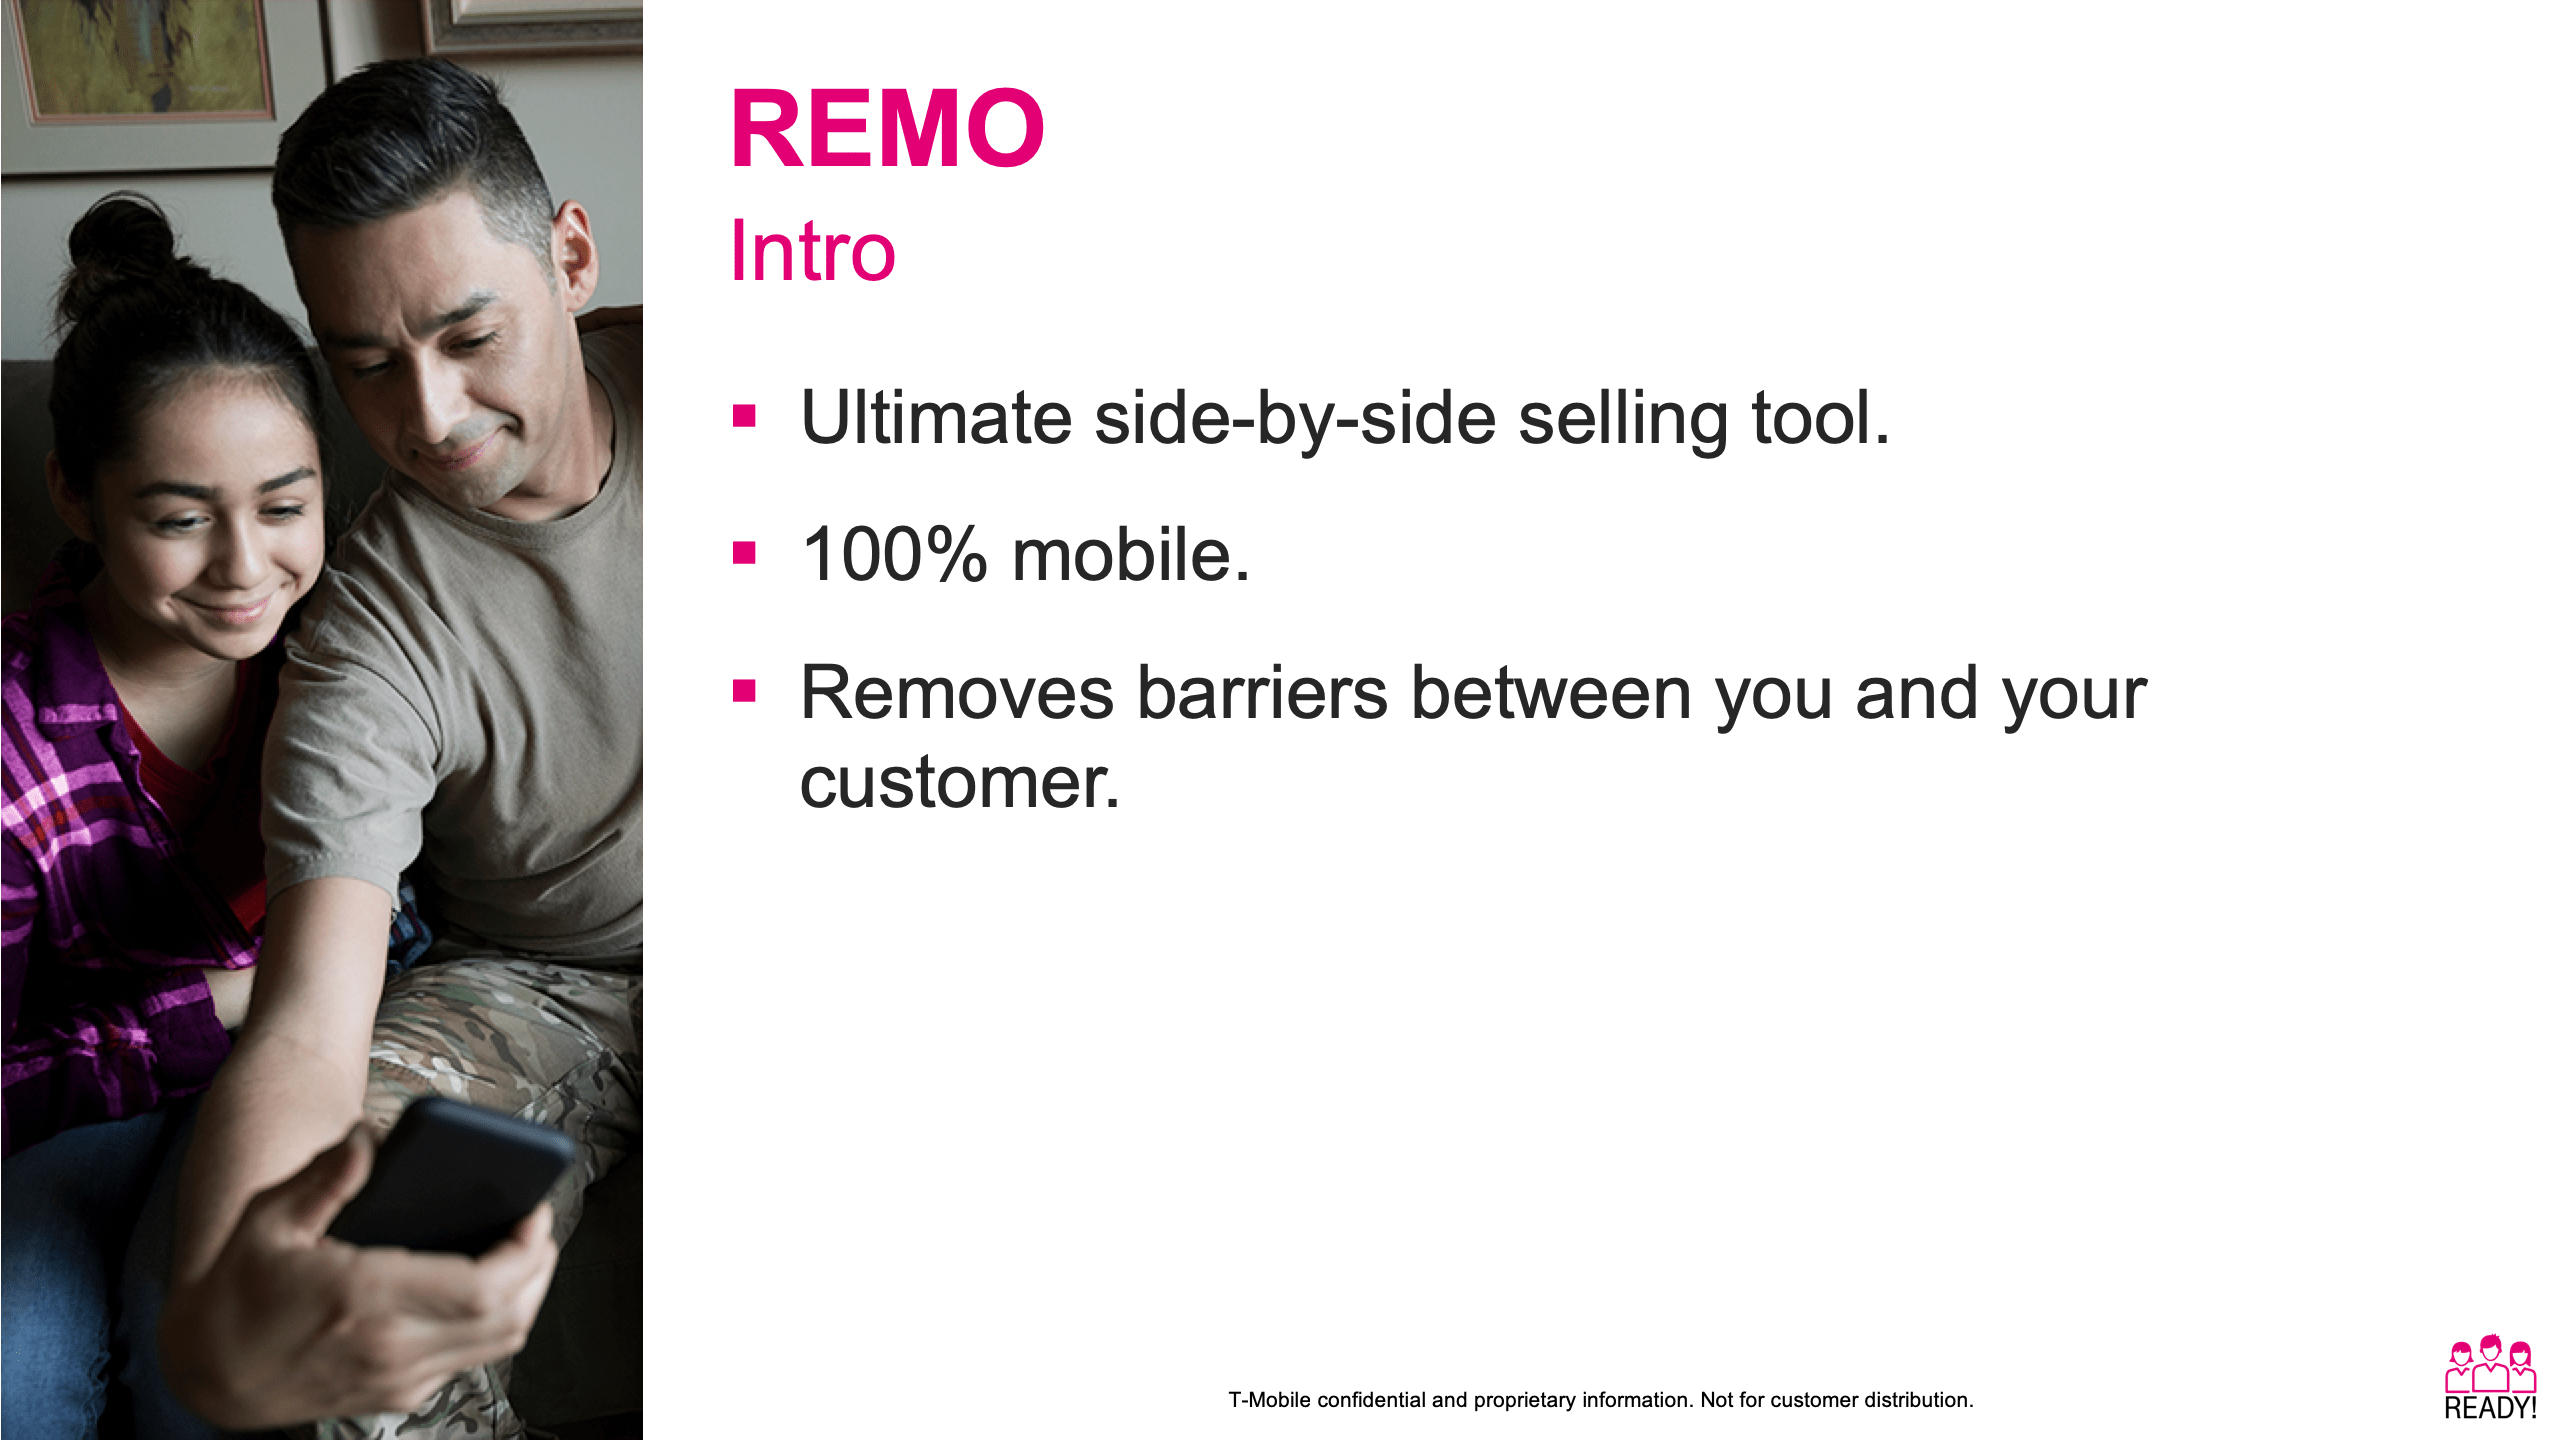 REMO
Intro
▪ Ultimate side-by-side selling tool.
▪ 100% mobile.
▪ Removes barriers between you and your
customer.
T-Mobile confidential and proprietary information. Not for customer distribution.
READY!